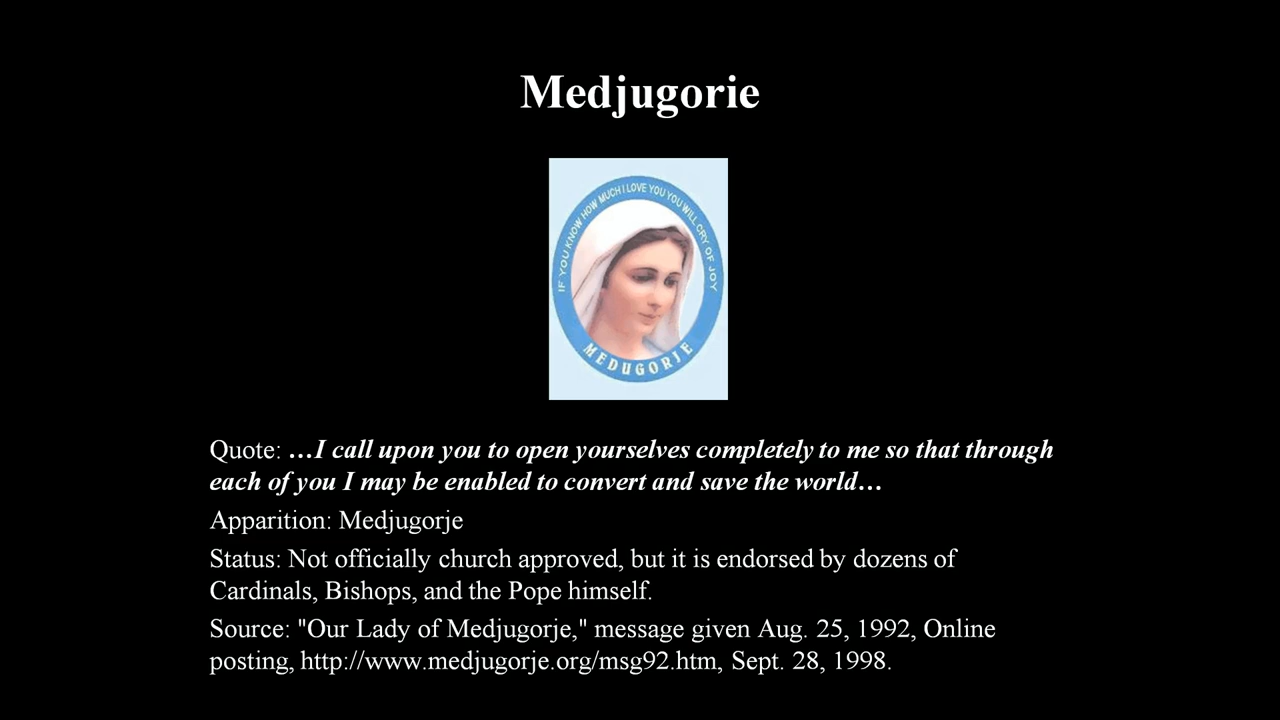 Medjugorie
IF YOU KNOW HOW MUCH I LOVE YOU YOU WILL CRY OF JOY
MEDUGORJE
Quote: …I call upon you to open yourselves completely to me so that through
each of you I may be enabled to convert and save the world…
Apparition: Medjugorje
Status: Not officially church approved, but it is endorsed by dozens of
Cardinals, Bishops, and the Pope himself.
Source: "Our Lady of Medjugorje," message given Aug. 25, 1992, Online
posting, http://www.medjugorje.org/msg92.htm, Sept. 28, 1998.